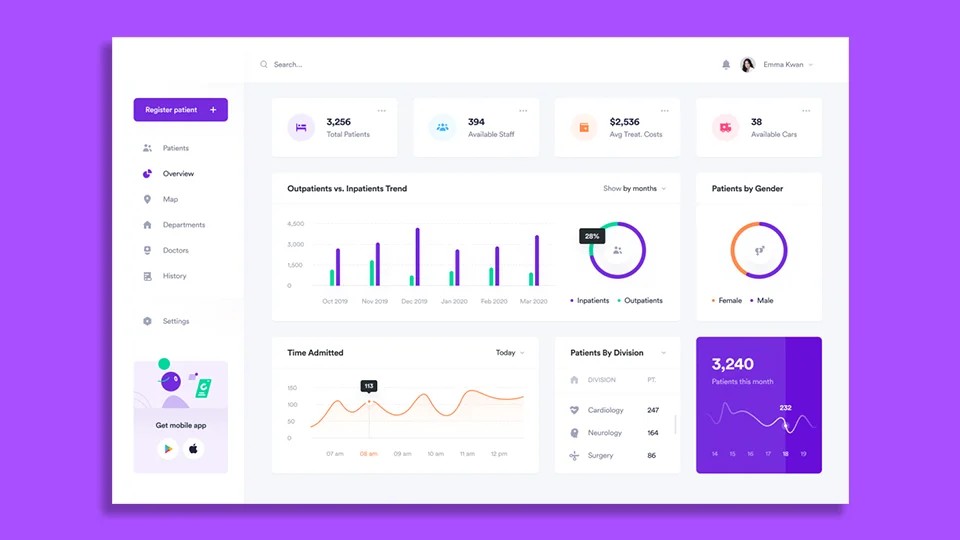 Search...
Emma Kwan
Register patient +
Patients
Overview
Map
Departments
Doctors
History
Settings
Get mobile app
3,256
Total Patients
394
Available Staff
$2,536
Avg Treat. Costs
38
Available Cars
Outpatients vs. Inpatients Trend
Show by months
4,500
3,000
1,500
0
Oct 2019 Nov 2019 Dec 2019 Jan 2020 Feb 2020 Mar 2020
28%
Inpatients Outpatients
Patients by Gender
Female Male
Time Admitted
Today
150
100
50
0
113
07 am 08 am 09 am 10 am 11 am 12 pm
Patients By Division
DIVISION PT.
Cardiology 247
Neurology 164
Surgery 86
3,240
Patients this month
232
14 15 16 17 18 19